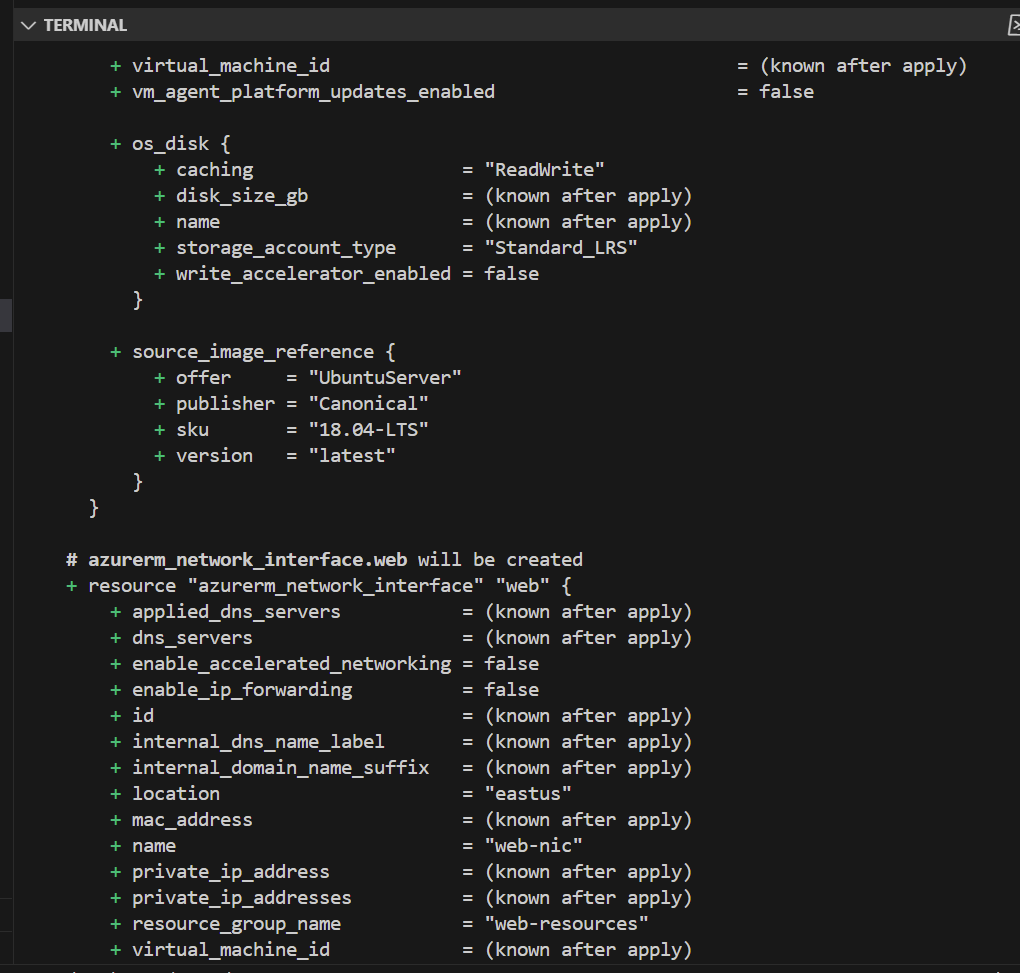 TERMINAL
+ virtual_machine_id = (known after apply)
+ vm_agent_platform_updates_enabled = false
+ os_disk {
+ caching = "ReadWrite"
+ disk_size_gb = (known after apply)
+ name = (known after apply)
+ storage_account_type = "Standard_LRS"
+ write_accelerator_enabled = false
}
+ source_image_reference {
+ offer = "UbuntuServer"
+ publisher = "Canonical"
+ sku = "18.04-LTS"
+ version = "latest"
}
}
# azurerm_network_interface.web will be created
+ resource "azurerm_network_interface" "web" {
+ applied_dns_servers = (known after apply)
+ dns_servers = (known after apply)
+ enable_accelerated_networking = false
+ enable_ip_forwarding = false
+ id = (known after apply)
+ internal_dns_name_label = (known after apply)
+ internal_domain_name_suffix = (known after apply)
+ location = "eastus"
+ mac_address = (known after apply)
+ name = "web-nic"
+ private_ip_address = (known after apply)
+ private_ip_addresses = (known after apply)
+ resource_group_name = "web-resources"
+ virtual_machine_id = (known after apply)